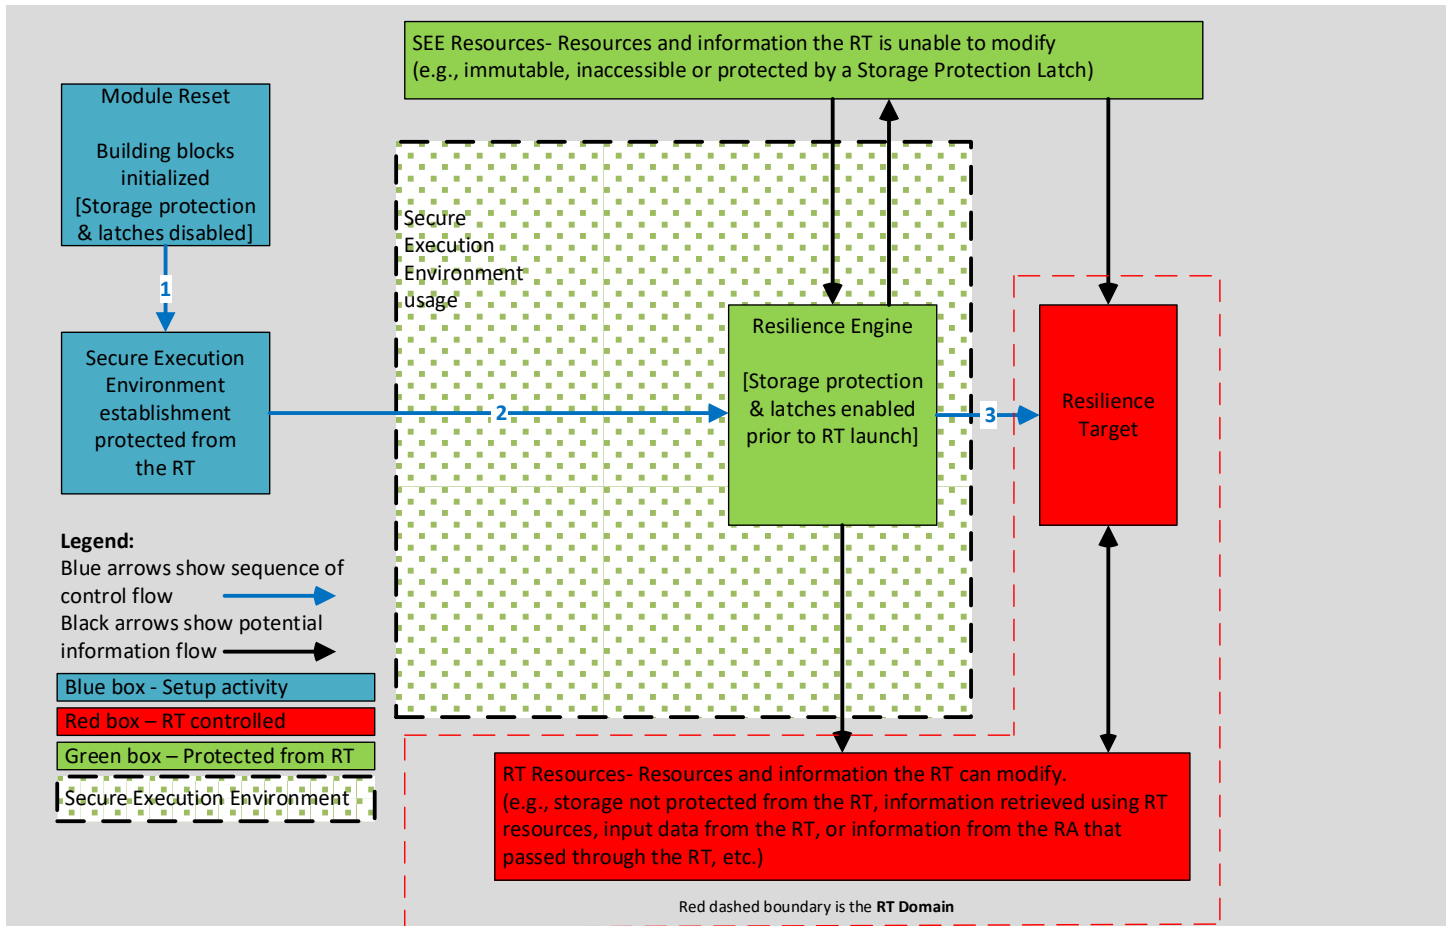 SEE Resources- Resources and information the RT is unable to modify
(e.g., immutable, inaccessible or protected by a Storage Protection Latch)
Module Reset
Building blocks
initialized
[Storage protection
& latches disabled]
1
Secure Execution
Environment
establishment
protected from
the RT
Secure
Execution
Environment
usage
2
Resilience Engine
[Storage protection
& latches enabled
prior to RT launch]
3
Resilience
Target
Legend:
Blue arrows show sequence of
control flow
Black arrows show potential
information flow
Blue box - Setup activity
Red box – RT controlled
Green box – Protected from RT
Secure Execution Environment
RT Resources- Resources and information the RT can modify.
(e.g., storage not protected from the RT, information retrieved using RT
resources, input data from the RT, or information from the RA that
passed through the RT, etc.)
Red dashed boundary is the RT Domain